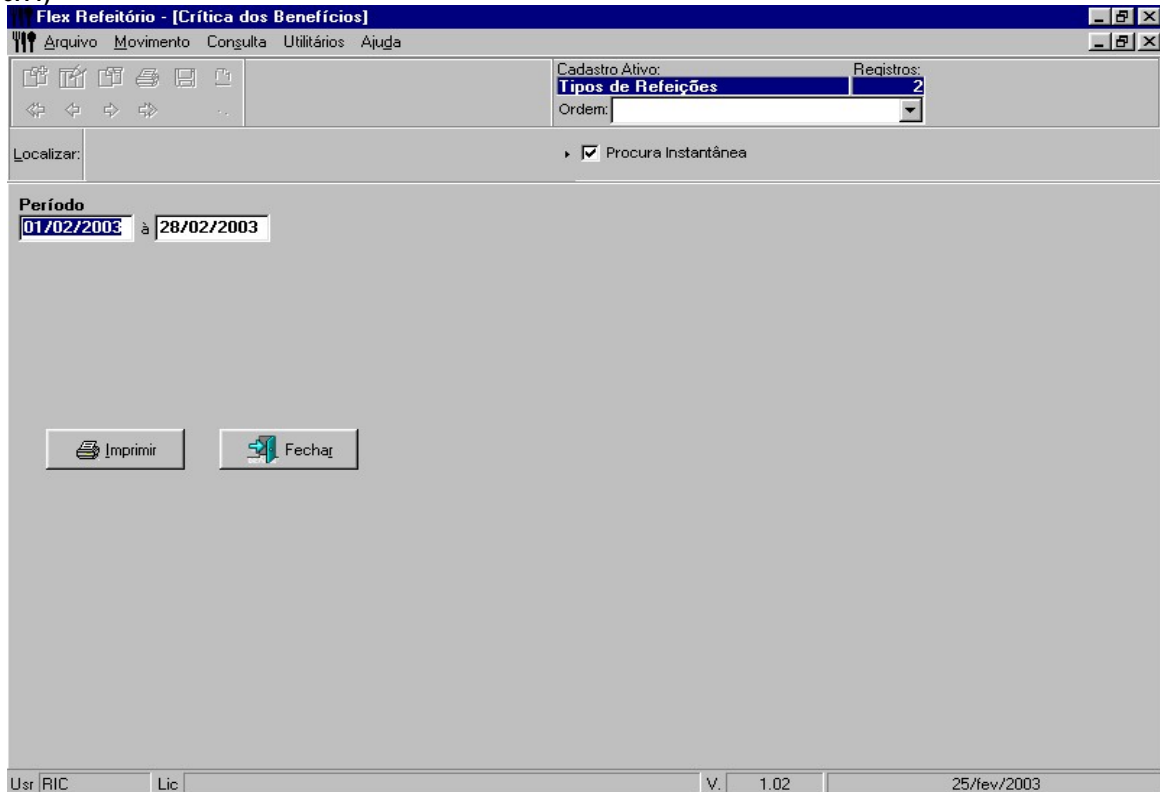 Flex Refeitório - [Crítica dos Benefícios]
Arquivo Movimento Consulta Utilitários Ajuda
Cadastro Ativo: Registros:
Tipos de Refeições 2
Ordem:
Localizar: Procura Instantânea
Período
01/02/2003 à 28/02/2003
Imprimir Fechar
Usr RIC Lic V. 1.02 25/fev/2003